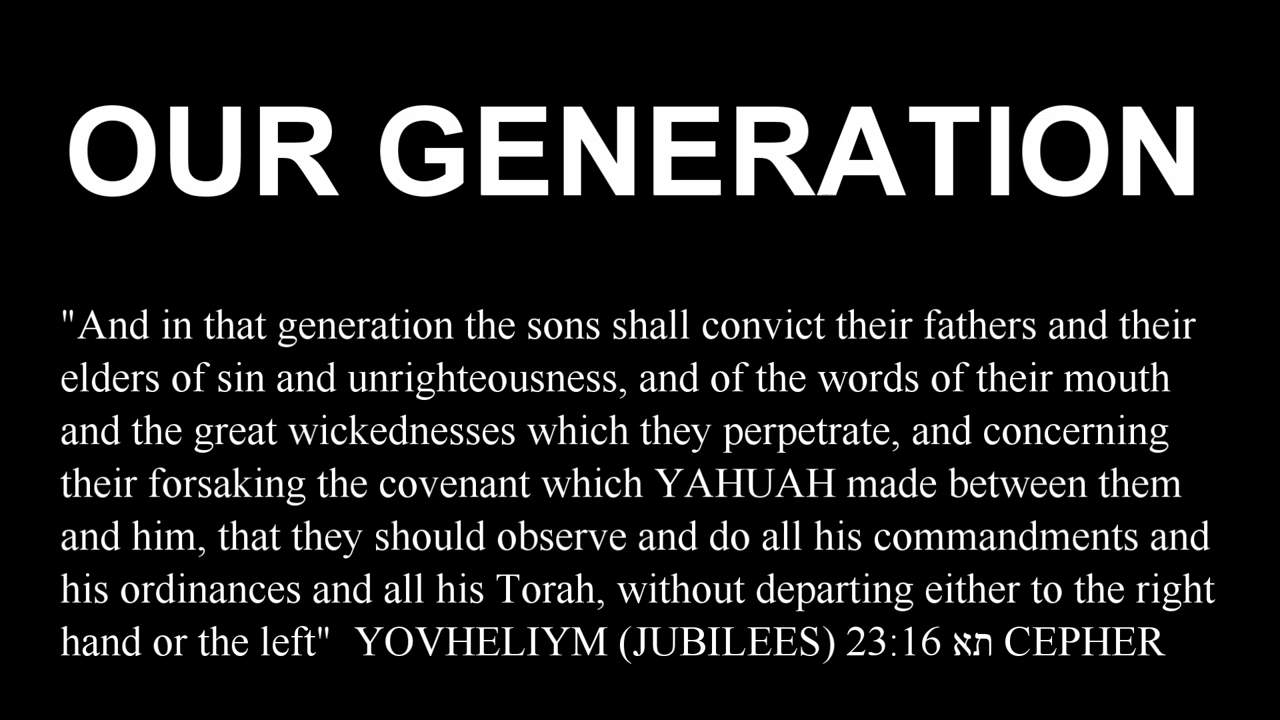 OUR GENERATION
"And in that generation the sons shall convict their fathers and their
elders of sin and unrighteousness, and of the words of their mouth
and the great wickednesses which they perpetrate, and concerning
their forsaking the covenant which YAHUAH made between them
and him, that they should observe and do all his commandments and
his ordinances and all his Torah, without departing either to the right
hand or the left"  YOVHELIYM (JUBILEES) 23:16 תא CEPHER